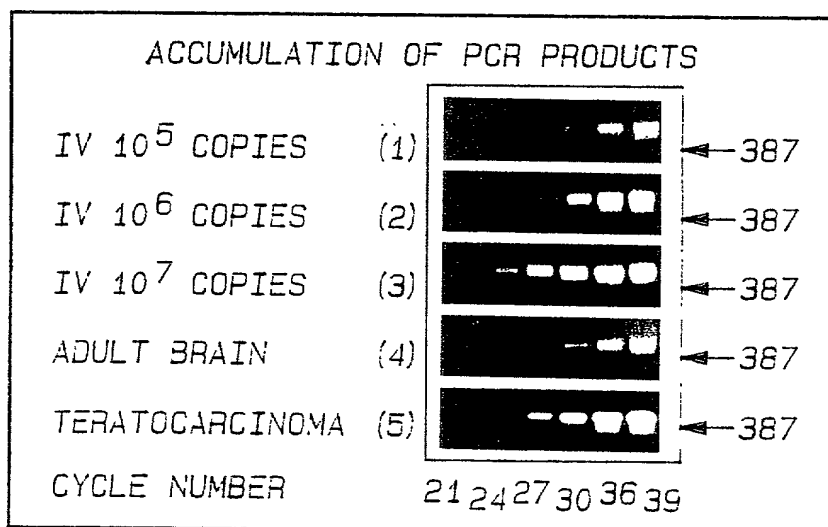 ACCUMULATION OF PCR PRODUCTS
IV 10⁵ COPIES (1) 387
IV 10⁶ COPIES (2) 387
IV 10⁷ COPIES (3) 387
ADULT BRAIN (4) 387
TERATOCARCINOMA (5) 387
CYCLE NUMBER 21 24 27 30 36 39